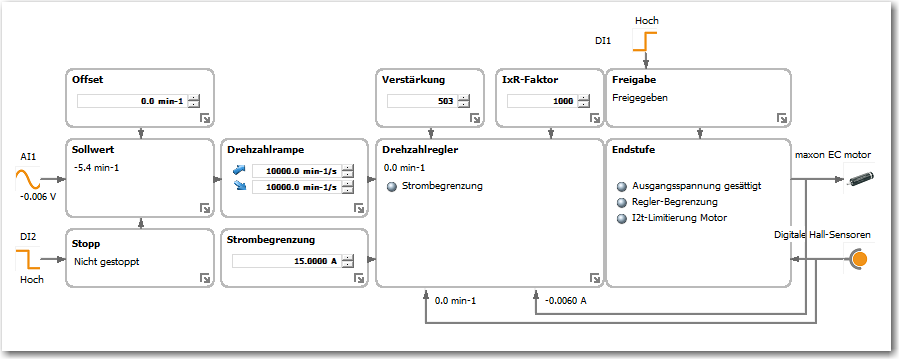 Hoch
DI1
Offset
0.0 min-1
Verstärkung
503
IxR-Faktor
1000
Freigabe
Freigegeben
AI1
-0.006 V
Sollwert
-5.4 min-1
Drehzahlrampe
10000.0 min-1/s
10000.0 min-1/s
Drehzahlregler
0.0 min-1
Strombegrenzung
Endstufe
Ausgangsspannung gesättigt
Regler-Begrenzung
I2t-Limitierung Motor
maxon EC motor
DI2
Hoch
Stopp
Nicht gestoppt
Strombegrenzung
15.0000 A
Digitale Hall-Sensoren
0.0 min-1
-0.0060 A